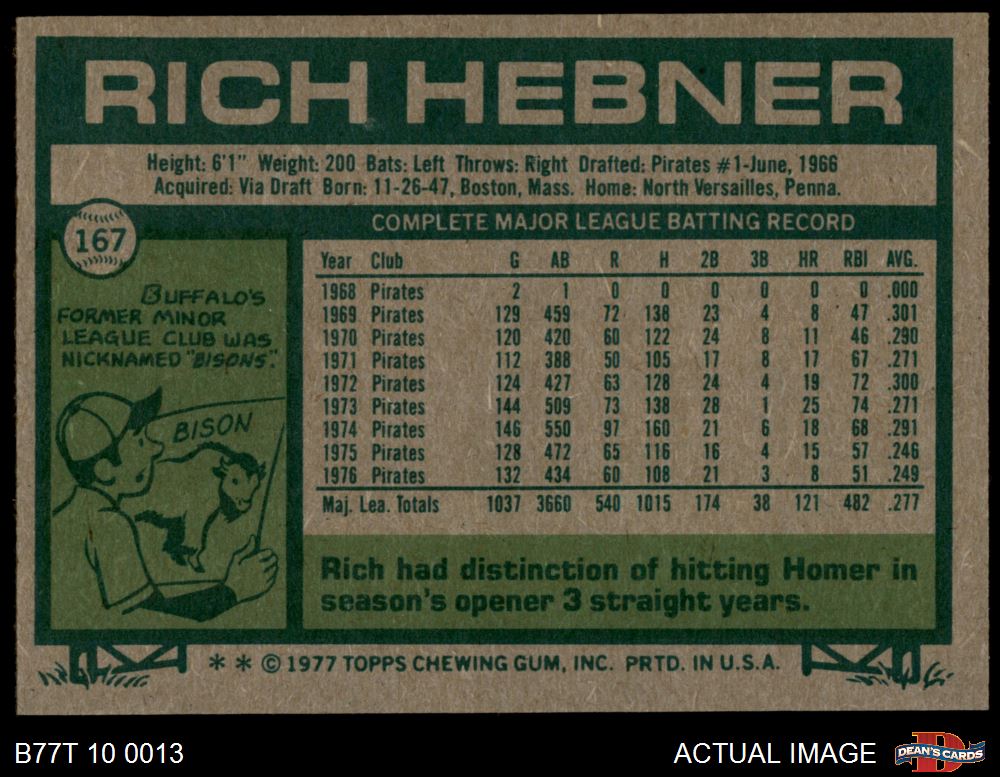 RICH HEBNER
Height: 6'1" Weight: 200 Bats: Left Throws: Right Drafted: Pirates #1-June, 1966
Acquired: Via Draft Born: 11-26-47, Boston, Mass. Home: North Versailles, Penna.
167
COMPLETE MAJOR LEAGUE BATTING RECORD
BUFFALO'S
FORMER MINOR
LEAGUE CLUB WAS
NICKNAMED "BISONS".
BISON
Year Club G AB R H 2B 3B HR RBI AVG.
1968 Pirates 2 1 0 0 0 0 0 0 .000
1969 Pirates 129 459 72 138 23 4 8 47 .301
1970 Pirates 120 420 60 122 24 8 11 46 .290
1971 Pirates 112 388 50 105 17 8 17 67 .271
1972 Pirates 124 427 63 128 24 4 19 72 .300
1973 Pirates 144 509 73 138 28 1 25 74 .271
1974 Pirates 146 550 97 160 21 6 18 68 .291
1975 Pirates 128 472 65 116 16 4 15 57 .246
1976 Pirates 132 434 60 108 21 3 8 51 .249
Maj. Lea. Totals 1037 3660 540 1015 174 38 121 482 .277
Rich had distinction of hitting Homer in
season's opener 3 straight years.
** © 1977 TOPPS CHEWING GUM, INC. PRTD. IN U.S.A.
B77T 10 0013
ACTUAL IMAGE
D
DEAN'S CARDS